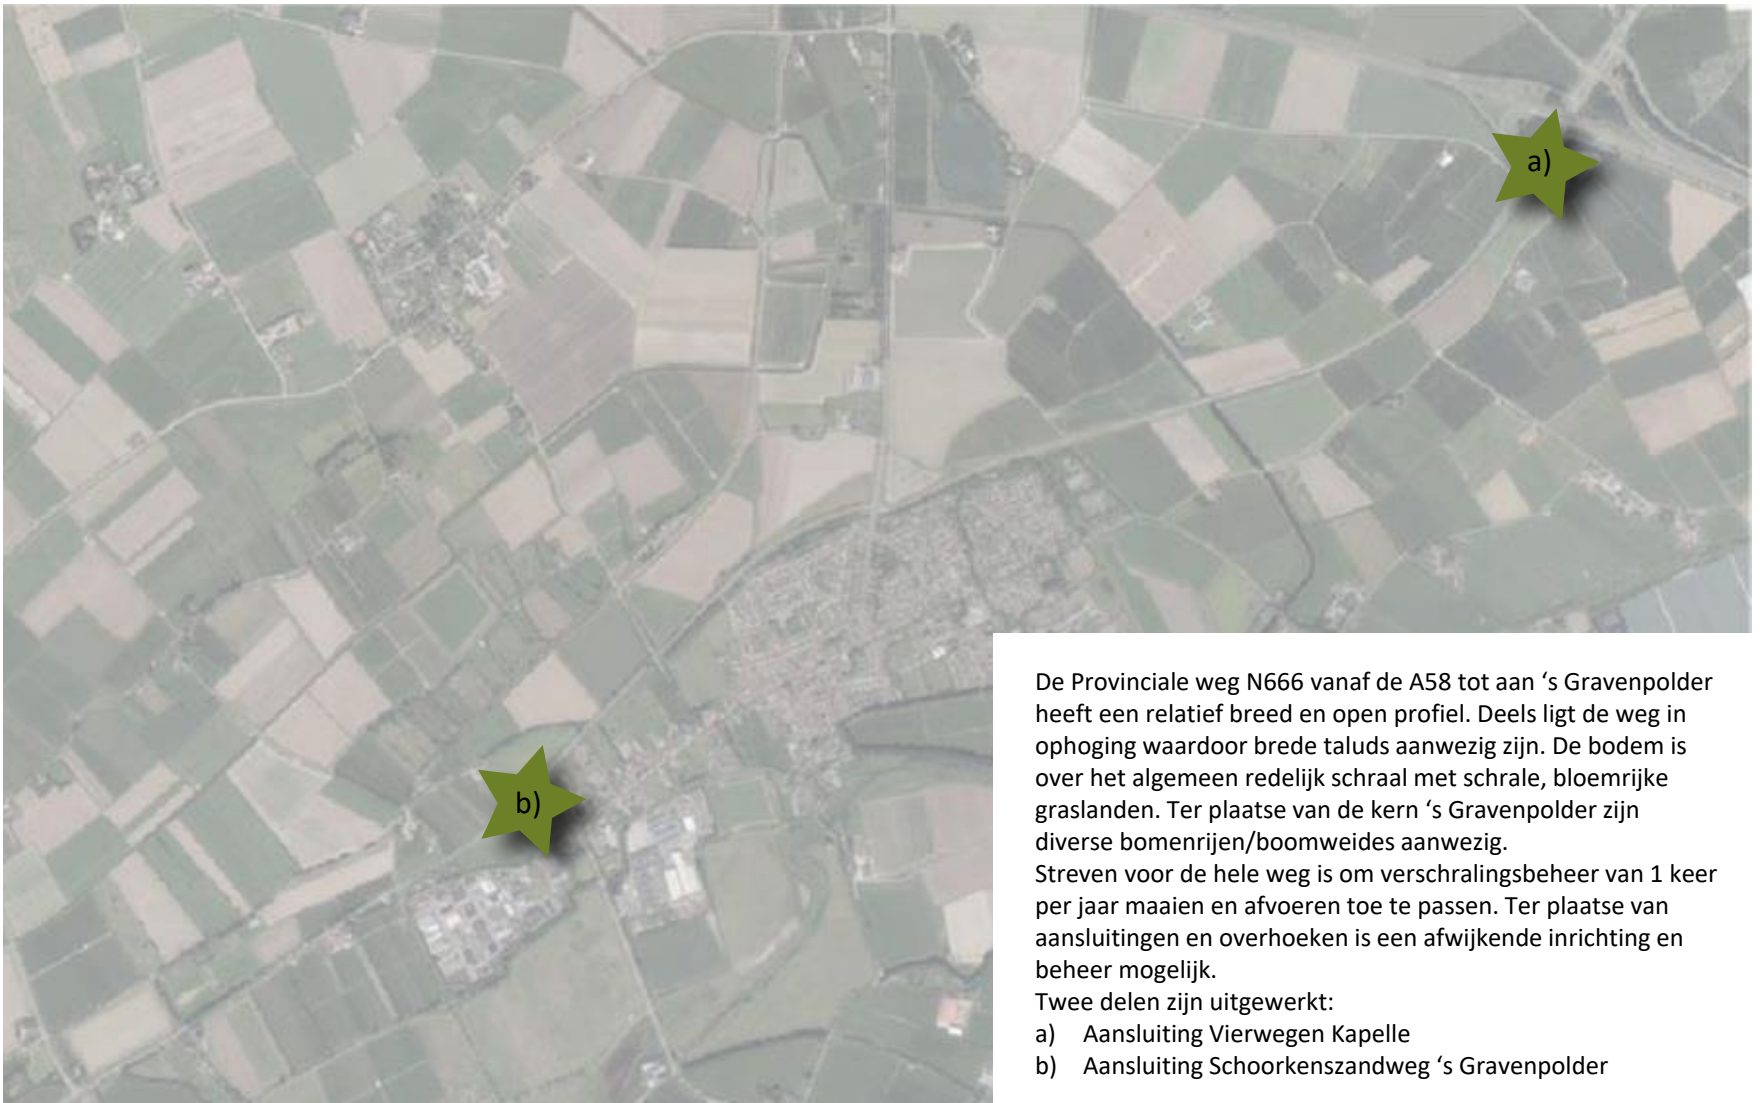 a)
b)
De Provinciale weg N666 vanaf de A58 tot aan ‘s Gravenpolder
heeft een relatief breed en open profiel. Deels ligt de weg in
ophoging waardoor brede taluds aanwezig zijn. De bodem is
over het algemeen redelijk schraal met schrale, bloemrijke
graslanden. Ter plaatse van de kern ‘s Gravenpolder zijn
diverse bomenrijen/boomweides aanwezig.
Streven voor de hele weg is om verschralingsbeheer van 1 keer
per jaar maaien en afvoeren toe te passen. Ter plaatse van
aansluitingen en overhoeken is een afwijkende inrichting en
beheer mogelijk.
Twee delen zijn uitgewerkt:
a) Aansluiting Vierwegen Kapelle
b) Aansluiting Schoorkenszandweg ‘s Gravenpolder